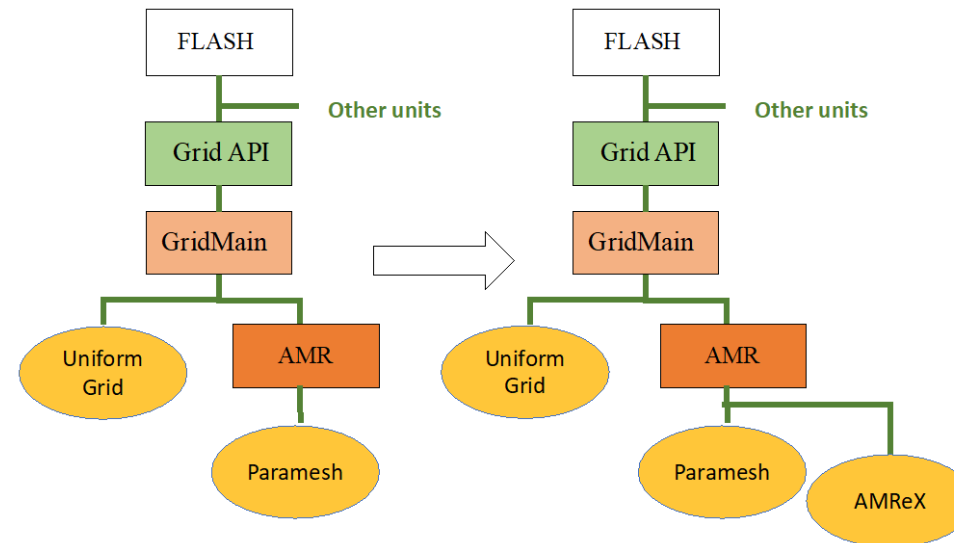 FLASH
Other units
Grid API
GridMain
Uniform
Grid
AMR
Paramesh
FLASH
Other units
Grid API
GridMain
Uniform
Grid
AMR
Paramesh
AMReX